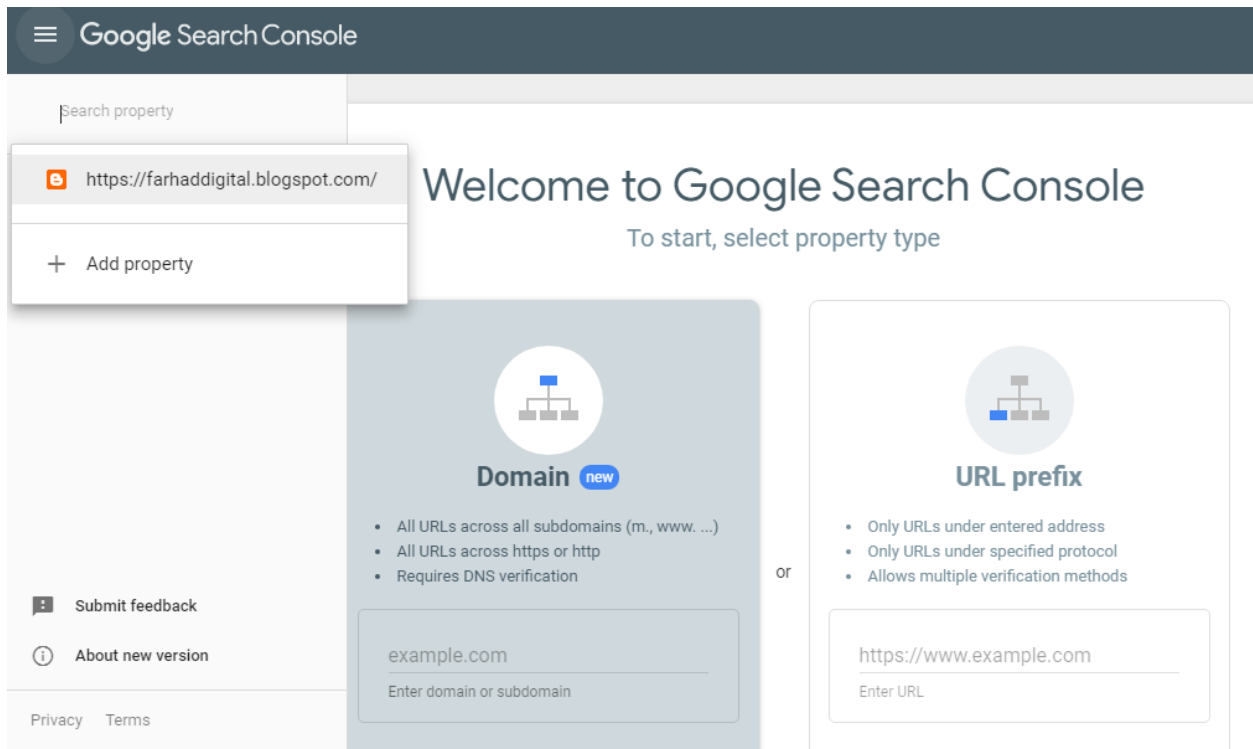 Google Search Console
Search property
https://farhaddigital.blogspot.com/
Add property
Submit feedback
About new version
Privacy Terms
Welcome to Google Search Console
To start, select property type
Domain new
• All URLs across all subdomains (m., www. ...)
• All URLs across https or http
• Requires DNS verification
example.com
Enter domain or subdomain
or
URL prefix
• Only URLs under entered address
• Only URLs under specified protocol
• Allows multiple verification methods
https://www.example.com
Enter URL